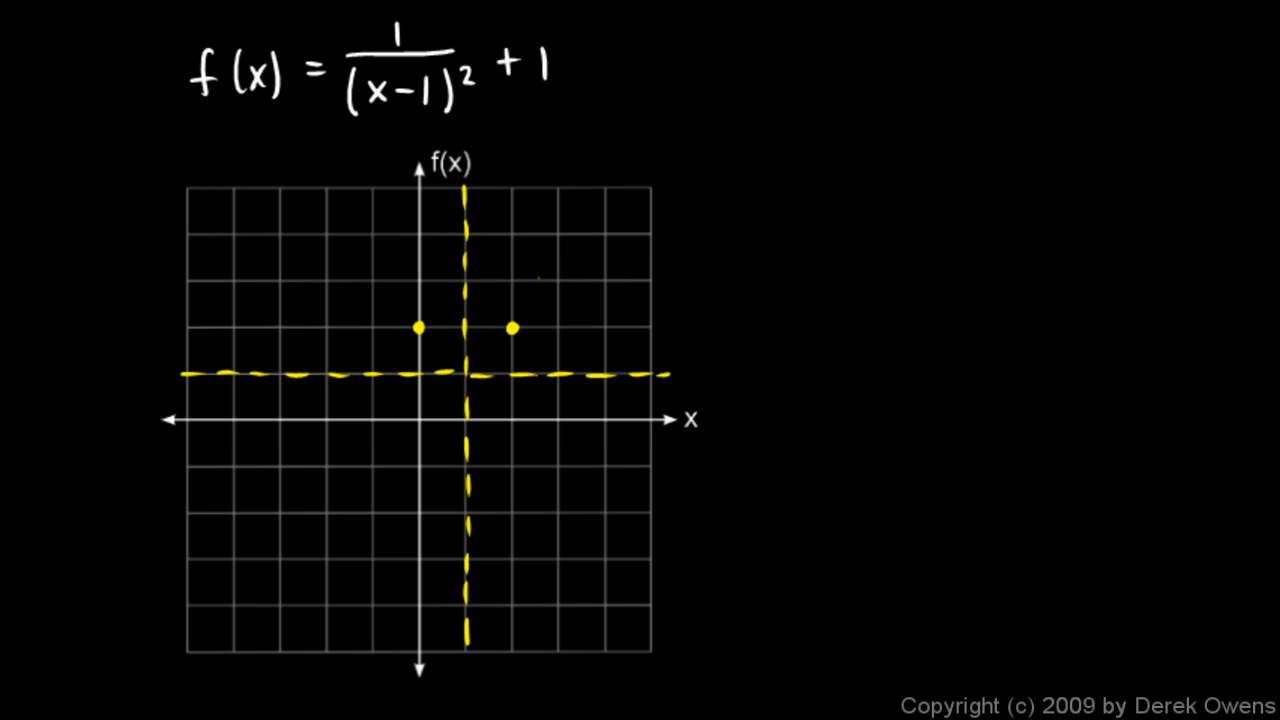 f(x) = 1/(x-1)² + 1
f(x)
x
Copyright (c) 2009 by Derek Owens